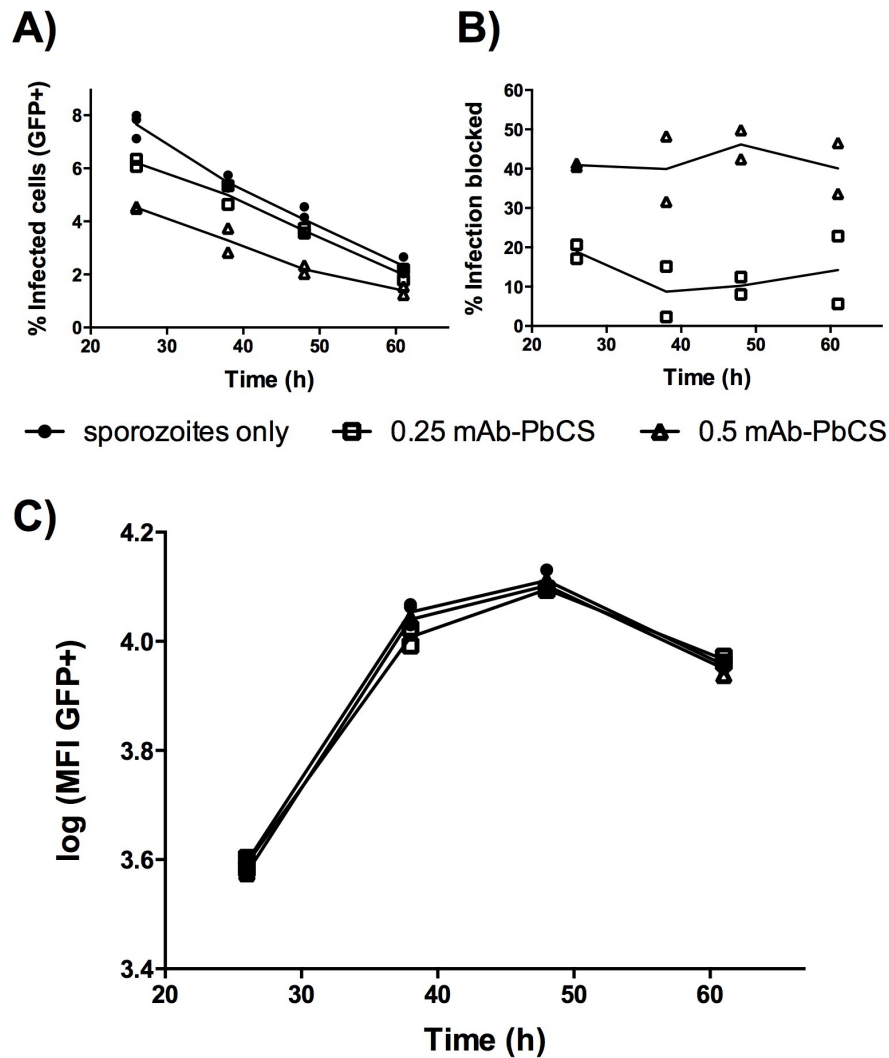 A)
B)
% Infected cells (GFP+)
8
6
4
2
0
20 30 40 50 60
Time (h)
% Infection blocked
60
50
40
30
20
10
0
20 30 40 50 60
Time (h)
sporozoites only 0.25 mAb-PbCS 0.5 mAb-PbCS
C)
log (MFI GFP+)
4.2
4.0
3.8
3.6
3.4
20 30 40 50 60
Time (h)